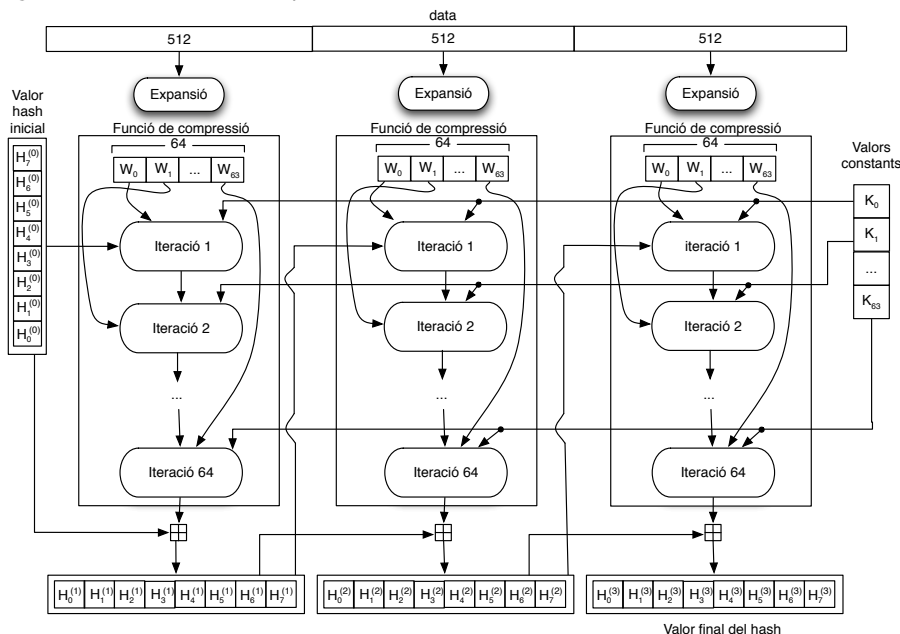 data
512 512 512
Expansió Expansió Expansió
Valor hash inicial
Funció de compressió Funció de compressió Funció de compressió
64 64 64
Valors constants
W₀ W₁ ... W₆₃ W₀ W₁ ... W₆₃ W₀ W₁ ... W₆₃
H₇⁽⁰⁾
H₆⁽⁰⁾
H₅⁽⁰⁾
H₄⁽⁰⁾
H₃⁽⁰⁾
H₂⁽⁰⁾
H₁⁽⁰⁾
H₀⁽⁰⁾
K₀
K₁
...
K₆₃
Iteració 1 Iteració 1 iteració 1
Iteració 2 Iteració 2 Iteració 2
... ... ...
Iteració 64 Iteració 64 Iteració 64
H₀⁽¹⁾ H₁⁽¹⁾ H₂⁽¹⁾ H₃⁽¹⁾ H₄⁽¹⁾ H₅⁽¹⁾ H₆⁽¹⁾ H₇⁽¹⁾ H₀⁽²⁾ H₁⁽²⁾ H₂⁽²⁾ H₃⁽²⁾ H₄⁽²⁾ H₅⁽²⁾ H₆⁽²⁾ H₇⁽²⁾ H₀⁽³⁾ H₁⁽³⁾ H₂⁽³⁾ H₃⁽³⁾ H₄⁽³⁾ H₅⁽³⁾ H₆⁽³⁾ H₇⁽³⁾
Valor final del hash